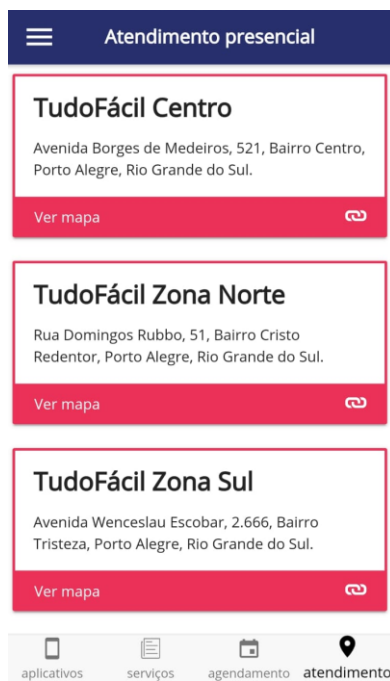 Atendimento presencial
TudoFácil Centro
Avenida Borges de Medeiros, 521, Bairro Centro,
Porto Alegre, Rio Grande do Sul.
Ver mapa
TudoFácil Zona Norte
Rua Domingos Rubbo, 51, Bairro Cristo
Redentor, Porto Alegre, Rio Grande do Sul.
Ver mapa
TudoFácil Zona Sul
Avenida Wenceslau Escobar, 2.666, Bairro
Tristeza, Porto Alegre, Rio Grande do Sul.
Ver mapa
aplicativos serviços agendamento atendimento